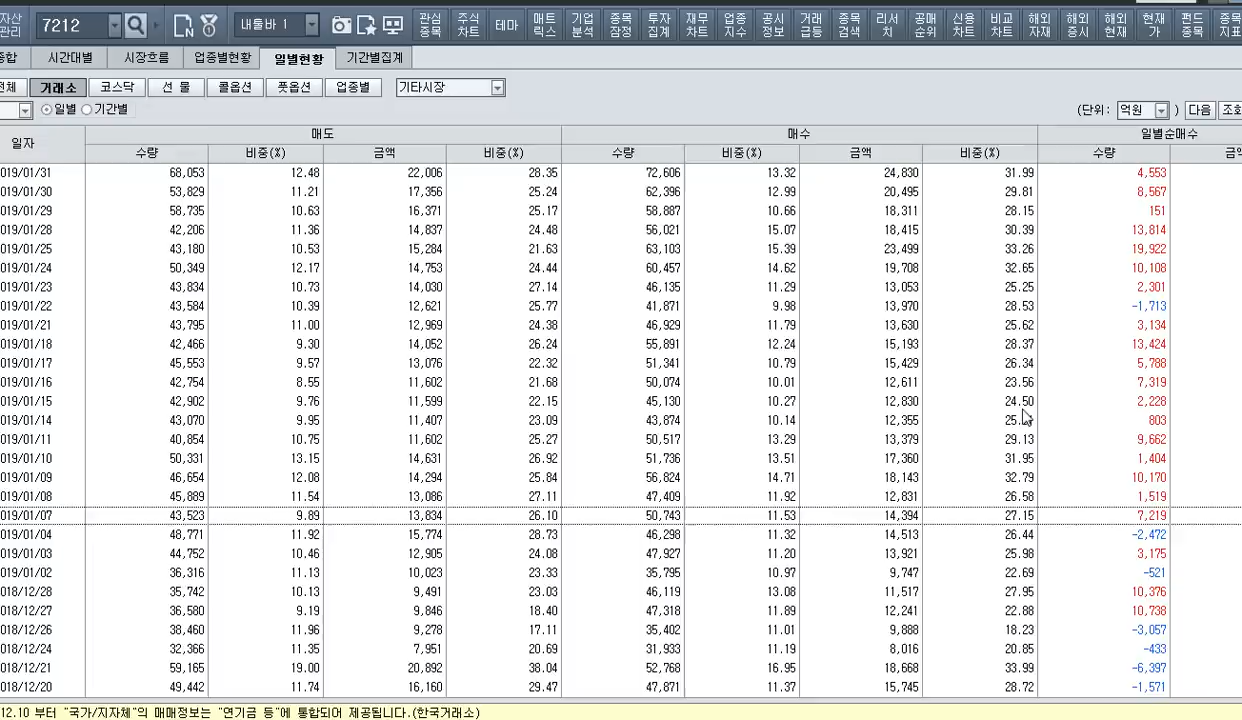 자산 관리 7212 내툴바 1 관심 종목 주식 차트 테마 매트 릭스 기업 분석 종목 잠정 투자 집계 재무 차트 업종 지수 공시 정보 거래 급등 종목 검색 리서 치 공매 순위 신용 차트 비교 차트 해외 자재 해외 증시 해외 현재 현재 가 펀드 종목 종목 지표
종합 시간대별 시장흐름 업종별현황 일별현황 기간별집계
전체 거래소 코스닥 선 물 콜옵션 풋옵션 업종별 기타시장
일별 기간별 (단위: 억원 ) 다음 조회
일자 매도 매수 일별순매수
수량 비중(%) 금액 비중(%) 수량 비중(%) 금액 비중(%) 수량 금액
019/01/31 68,053 12.48 22,006 28.35 72,606 13.32 24,830 31.99 4,553
019/01/30 53,829 11.21 17,356 25.24 62,396 12.99 20,495 29.81 8,567
019/01/29 58,735 10.63 16,371 25.17 58,887 10.66 18,311 28.15 151
019/01/28 42,206 11.36 14,837 24.48 56,021 15.07 18,415 30.39 13,814
019/01/25 43,180 10.53 15,284 21.63 63,103 15.39 23,499 33.26 19,922
019/01/24 50,349 12.17 14,753 24.44 60,457 14.62 19,708 32.65 10,108
019/01/23 43,834 10.73 14,030 27.14 46,135 11.29 13,053 25.25 2,301
019/01/22 43,584 10.39 12,621 25.77 41,871 9.98 13,970 28.53 -1,713
019/01/21 43,795 11.00 12,969 24.38 46,929 11.79 13,630 25.62 3,134
019/01/18 42,466 9.30 14,052 26.24 55,891 12.24 15,193 28.37 13,424
019/01/17 45,553 9.57 13,076 22.32 51,341 10.79 15,429 26.34 5,788
019/01/16 42,754 8.55 11,602 21.68 50,074 10.01 12,611 23.56 7,319
019/01/15 42,902 9.76 11,599 22.15 45,130 10.27 12,830 24.50 2,228
019/01/14 43,070 9.95 11,407 23.09 43,874 10.14 12,355 25. 803
019/01/11 40,854 10.75 11,602 25.27 50,517 13.29 13,379 29.13 9,662
019/01/10 50,331 13.15 14,631 26.92 51,736 13.51 17,360 31.95 1,404
019/01/09 46,654 12.08 14,294 25.84 56,824 14.71 18,143 32.79 10,170
019/01/08 45,889 11.54 13,086 27.11 47,409 11.92 12,831 26.58 1,519
019/01/07 43,523 9.89 13,834 26.10 50,743 11.53 14,394 27.15 7,219
019/01/04 48,771 11.92 15,774 28.73 46,298 11.32 14,513 26.44 -2,472
019/01/03 44,752 10.46 12,905 24.08 47,927 11.20 13,921 25.98 3,175
019/01/02 36,316 11.13 10,023 23.33 35,795 10.97 9,747 22.69 -521
018/12/28 35,742 10.13 9,491 23.03 46,119 13.08 11,517 27.95 10,376
018/12/27 36,580 9.19 9,846 18.40 47,318 11.89 12,241 22.88 10,738
018/12/26 38,460 11.96 9,278 17.11 35,402 11.01 9,888 18.23 -3,057
018/12/24 32,366 11.35 7,951 20.69 31,933 11.19 8,016 20.85 -433
018/12/21 59,165 19.00 20,892 38.04 52,768 16.95 18,668 33.99 -6,397
018/12/20 49,442 11.74 16,160 29.47 47,871 11.37 15,745 28.72 -1,571
12.10 부터 "국가/지자체"의 매매정보는 "연기금 등"에 통합되어 제공됩니다.(한국거래소)